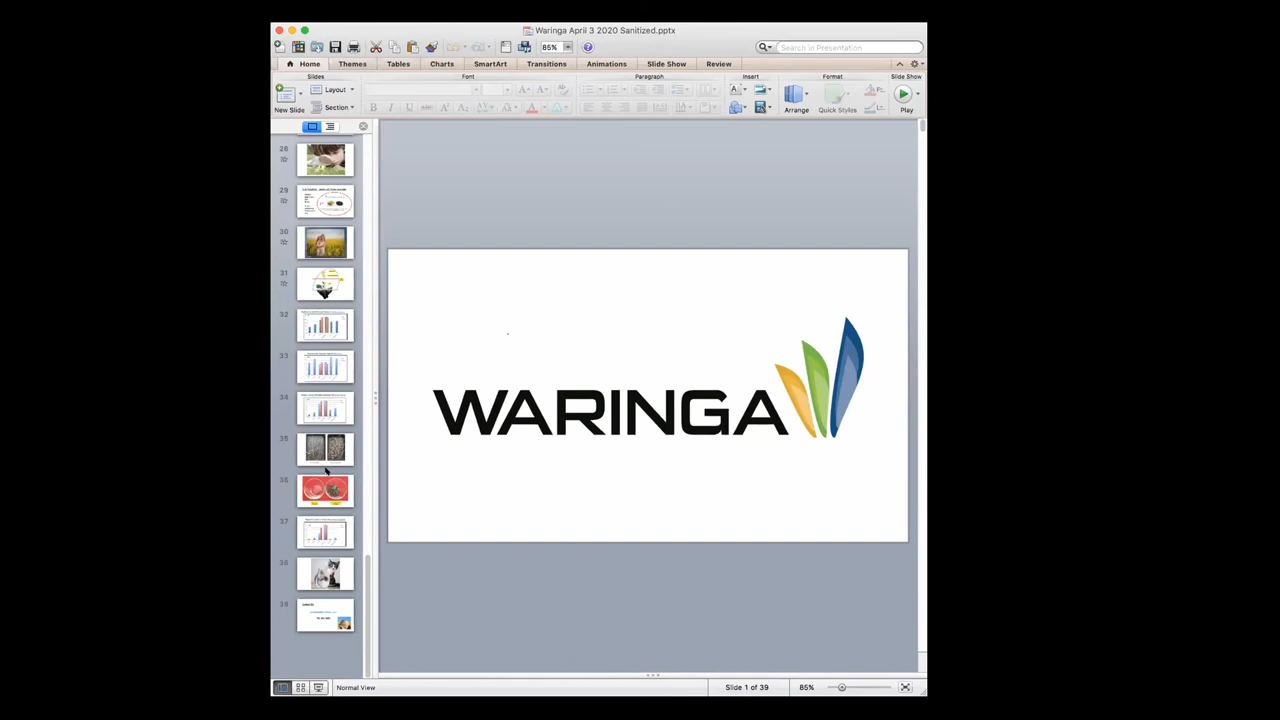 Waringa April 3 2020 Sanitized.pptx
85%
Search in Presentation
Home Themes Tables Charts SmartArt Transitions Animations Slide Show Review
Slides Font Paragraph Insert Format Slide Show
New Slide Layout Section Arrange Quick Styles Play
28
29
30
31
32
33
34
35
36
37
38
39
WARINGA
Normal View Slide 1 of 39 85%